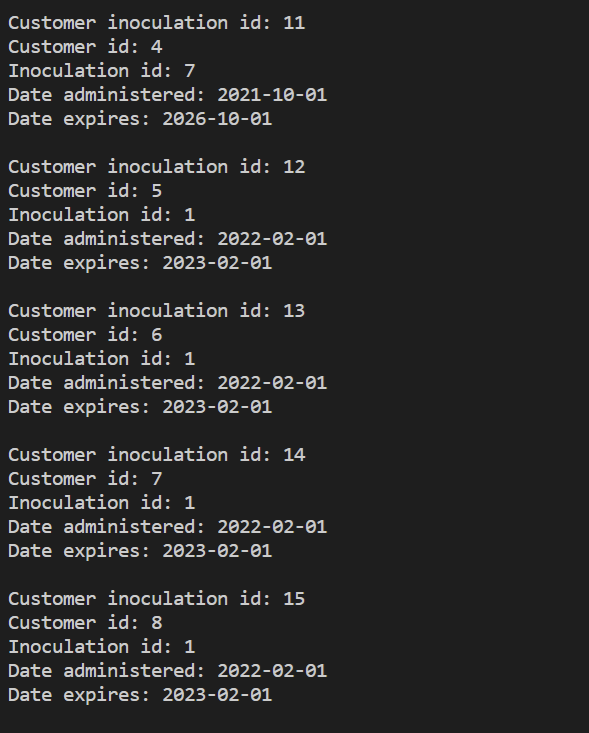 Customer inoculation id: 11
Customer id: 4
Inoculation id: 7
Date administered: 2021-10-01
Date expires: 2026-10-01

Customer inoculation id: 12
Customer id: 5
Inoculation id: 1
Date administered: 2022-02-01
Date expires: 2023-02-01

Customer inoculation id: 13
Customer id: 6
Inoculation id: 1
Date administered: 2022-02-01
Date expires: 2023-02-01

Customer inoculation id: 14
Customer id: 7
Inoculation id: 1
Date administered: 2022-02-01
Date expires: 2023-02-01

Customer inoculation id: 15
Customer id: 8
Inoculation id: 1
Date administered: 2022-02-01
Date expires: 2023-02-01